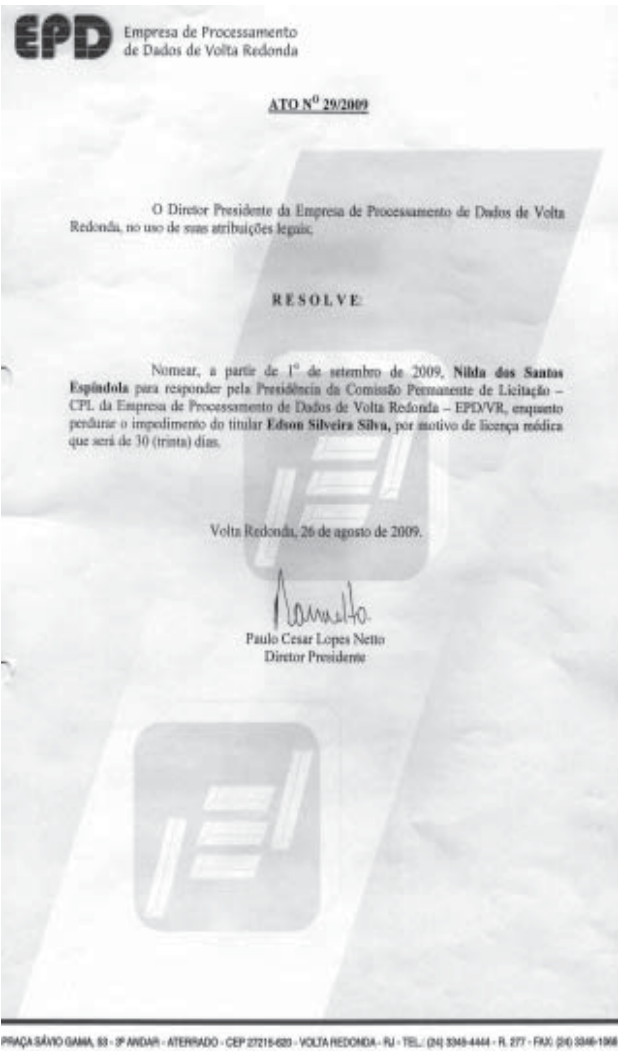 EPD Empresa de Processamento
de Dados de Volta Redonda
ATO Nº 29/2009
O Diretor Presidente da Empresa de Processamento de Dados de Volta
Redonda, no uso de suas atribuições legais,
RESOLVE:
Nomear, a partir de 1º de setembro de 2009, Nilda dos Santos
Espíndola para responder pela Presidência da Comissão Permanente de Licitação –
CPL da Empresa de Processamento de Dados de Volta Redonda – EPD/VR, enquanto
perdurar o impedimento do titular Edson Silveira Silva, por motivo de licença médica
que será de 30 (trinta) dias.
Volta Redonda, 26 de agosto de 2009.
Paulo Cesar Lopes Netto
Diretor Presidente
PRAÇA SÁVIO GAMA, 53 - 3º ANDAR - ATERRADO - CEP 27215-620 - VOLTA REDONDA - RJ - TEL.: (24) 3345-4444 - R. 277 - FAX: (24)